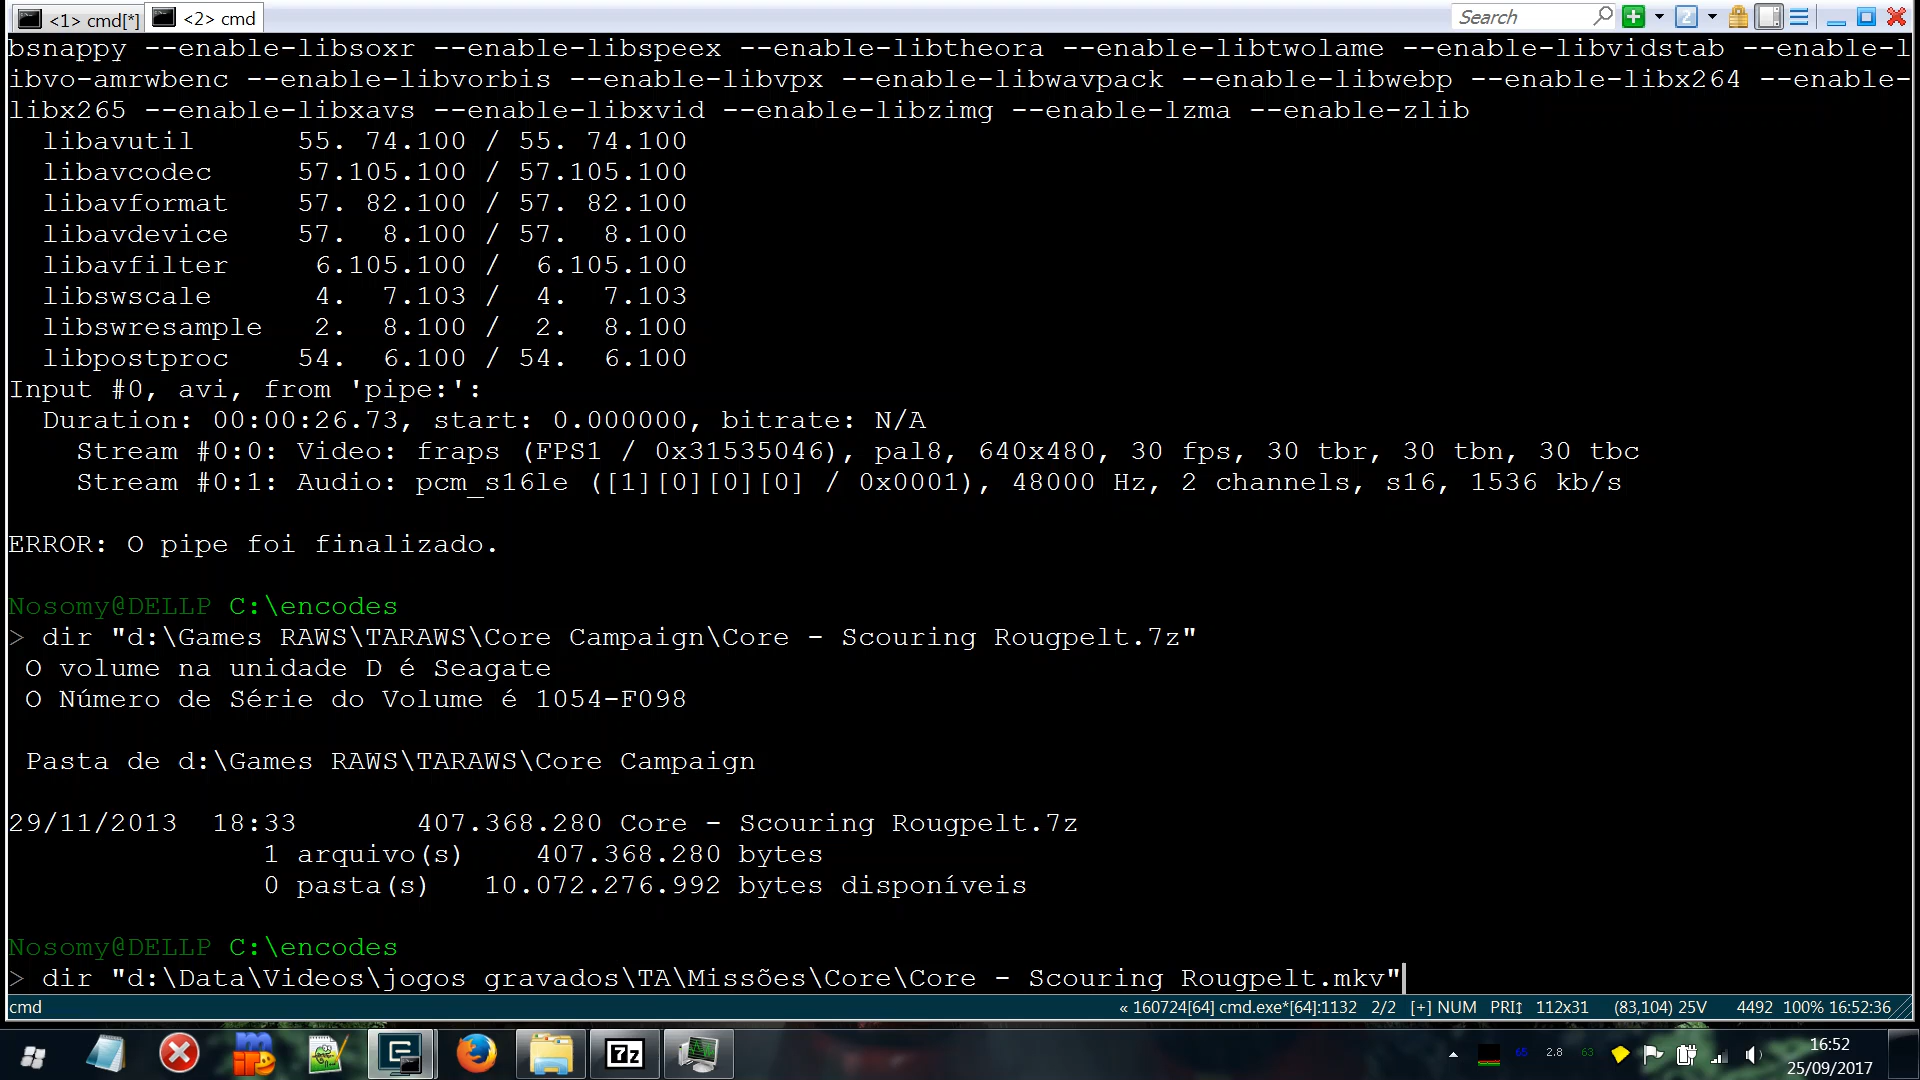 <1> cmd[*] <2> cmd Search
bsnappy --enable-libsoxr --enable-libspeex --enable-libtheora --enable-libtwolame --enable-libvidstab --enable-l
ibvo-amrwbenc --enable-libvorbis --enable-libvpx --enable-libwavpack --enable-libwebp --enable-libx264 --enable-
libx265 --enable-libxavs --enable-libxvid --enable-libzimg --enable-lzma --enable-zlib
libavutil 55. 74.100 / 55. 74.100
libavcodec 57.105.100 / 57.105.100
libavformat 57. 82.100 / 57. 82.100
libavdevice 57. 8.100 / 57. 8.100
libavfilter 6.105.100 / 6.105.100
libswscale 4. 7.103 / 4. 7.103
libswresample 2. 8.100 / 2. 8.100
libpostproc 54. 6.100 / 54. 6.100
Input #0, avi, from 'pipe:':
Duration: 00:00:26.73, start: 0.000000, bitrate: N/A
Stream #0:0: Video: fraps (FPS1 / 0x31535046), pal8, 640x480, 30 fps, 30 tbr, 30 tbn, 30 tbc
Stream #0:1: Audio: pcm_s16le ([1][0][0][0] / 0x0001), 48000 Hz, 2 channels, s16, 1536 kb/s
ERROR: O pipe foi finalizado.
Nosomy@DELLP C:\encodes
> dir "d:\Games RAWS\TARAWS\Core Campaign\Core - Scouring Rougpelt.7z"
O volume na unidade D é Seagate
O Número de Série do Volume é 1054-F098
Pasta de d:\Games RAWS\TARAWS\Core Campaign
29/11/2013 18:33 407.368.280 Core - Scouring Rougpelt.7z
1 arquivo(s) 407.368.280 bytes
0 pasta(s) 10.072.276.992 bytes disponíveis
Nosomy@DELLP C:\encodes
> dir "d:\Data\Videos\jogos gravados\TA\Missões\Core\Core - Scouring Rougpelt.mkv"
cmd « 160724[64] cmd.exe*[64]:1132 2/2 [+] NUM PRI↕ 112x31 (83,104) 25V 4492 100% 16:52:36
7z 65 2.8 63 16:52
25/09/2017